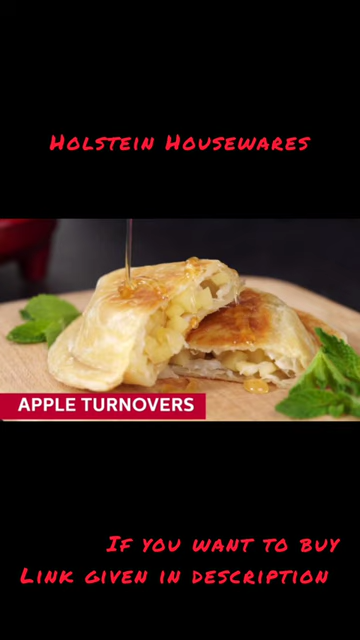 Holstein Housewares
APPLE TURNOVERS
If you want to buy
Link given in description